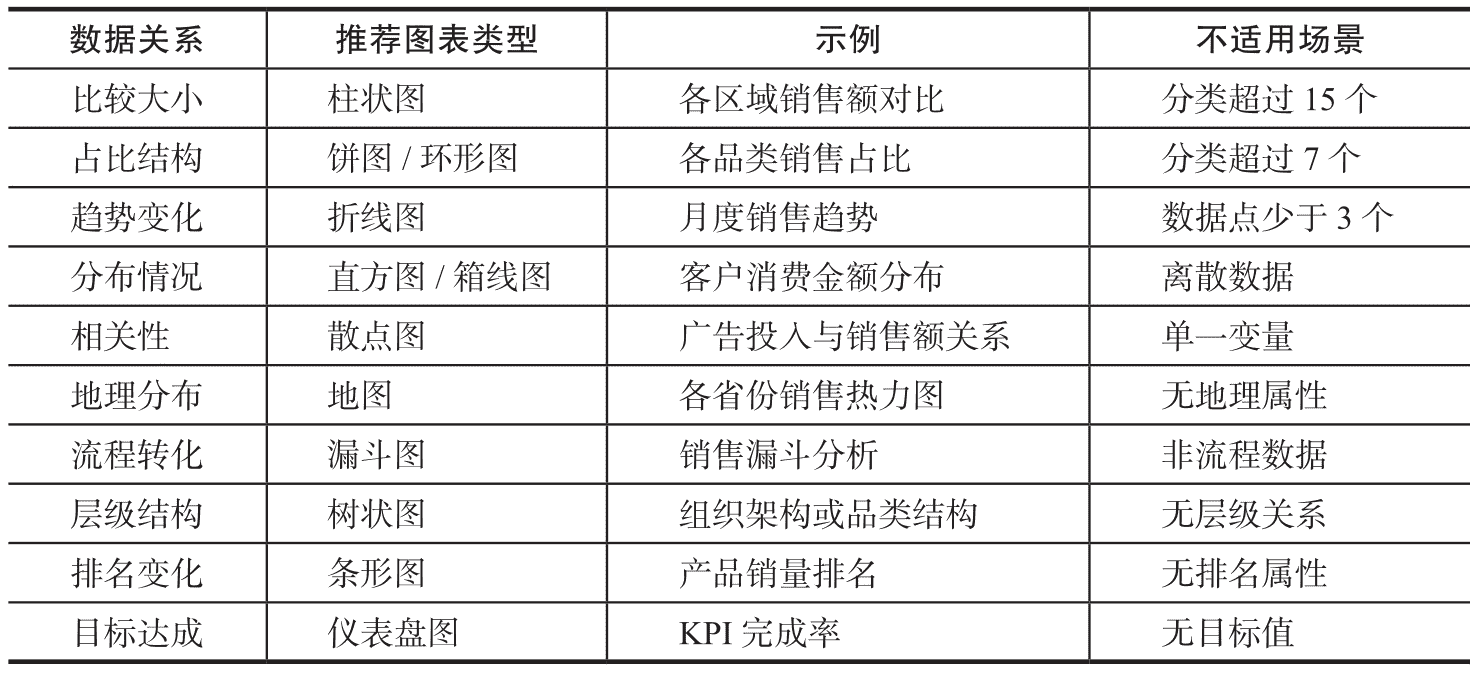 数据关系 推荐图表类型 示例 不适用场景
比较大小 柱状图 各区域销售额对比 分类超过 15 个
占比结构 饼图 / 环形图 各品类销售占比 分类超过 7 个
趋势变化 折线图 月度销售趋势 数据点少于 3 个
分布情况 直方图 / 箱线图 客户消费金额分布 离散数据
相关性 散点图 广告投入与销售额关系 单一变量
地理分布 地图 各省份销售热力图 无地理属性
流程转化 漏斗图 销售漏斗分析 非流程数据
层级结构 树状图 组织架构或品类结构 无层级关系
排名变化 条形图 产品销量排名 无排名属性
目标达成 仪表盘图 KPI 完成率 无目标值